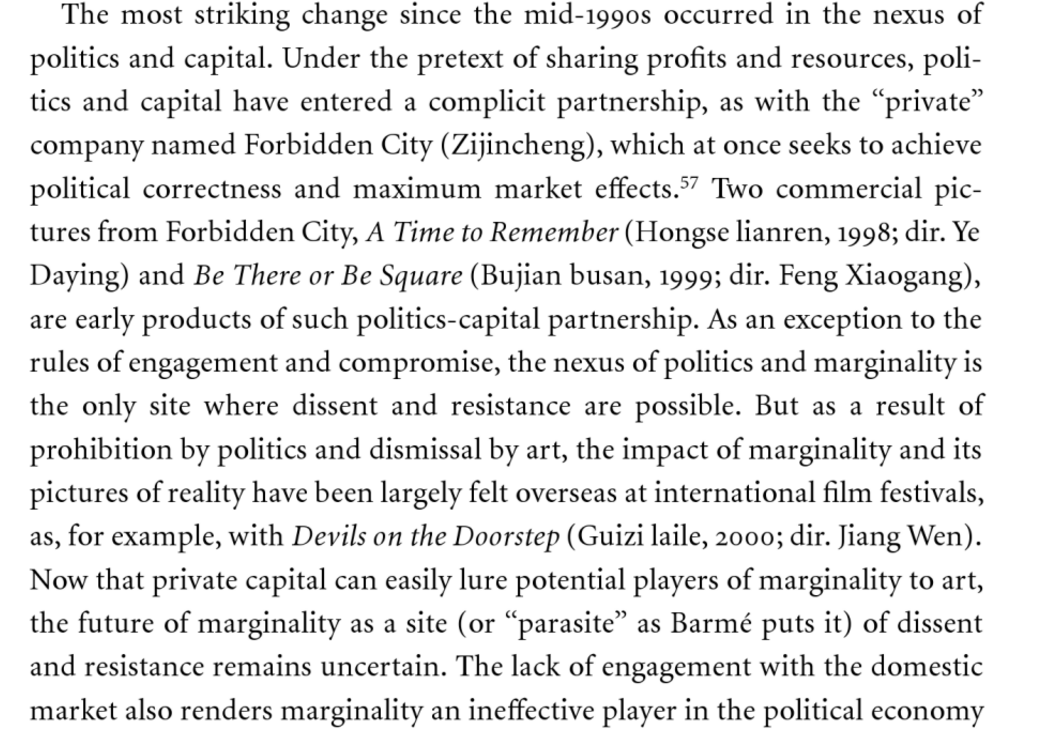 The most striking change since the mid-1990s occurred in the nexus of
politics and capital. Under the pretext of sharing profits and resources, poli-
tics and capital have entered a complicit partnership, as with the “private”
company named Forbidden City (Zijincheng), which at once seeks to achieve
political correctness and maximum market effects.57 Two commercial pic-
tures from Forbidden City, A Time to Remember (Hongse lianren, 1998; dir. Ye
Daying) and Be There or Be Square (Bujian busan, 1999; dir. Feng Xiaogang),
are early products of such politics-capital partnership. As an exception to the
rules of engagement and compromise, the nexus of politics and marginality is
the only site where dissent and resistance are possible. But as a result of
prohibition by politics and dismissal by art, the impact of marginality and its
pictures of reality have been largely felt overseas at international film festivals,
as, for example, with Devils on the Doorstep (Guizi laile, 2000; dir. Jiang Wen).
Now that private capital can easily lure potential players of marginality to art,
the future of marginality as a site (or “parasite” as Barmé puts it) of dissent
and resistance remains uncertain. The lack of engagement with the domestic
market also renders marginality an ineffective player in the political economy